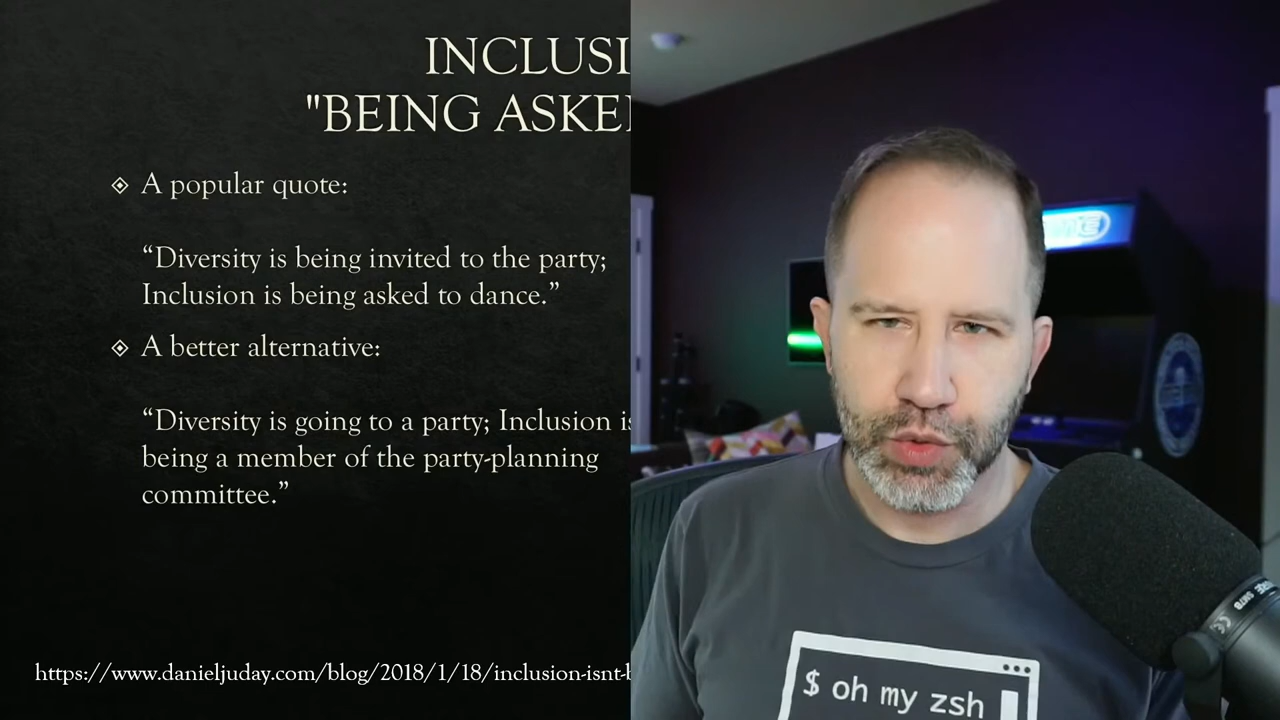 INCLUSI
"BEING ASKE
A popular quote:
“Diversity is being invited to the party;
Inclusion is being asked to dance.”
A better alternative:
“Diversity is going to a party; Inclusion is
being a member of the party-planning
committee.”
https://www.danieljuday.com/blog/2018/1/18/inclusion-isnt-b
$ oh my zsh